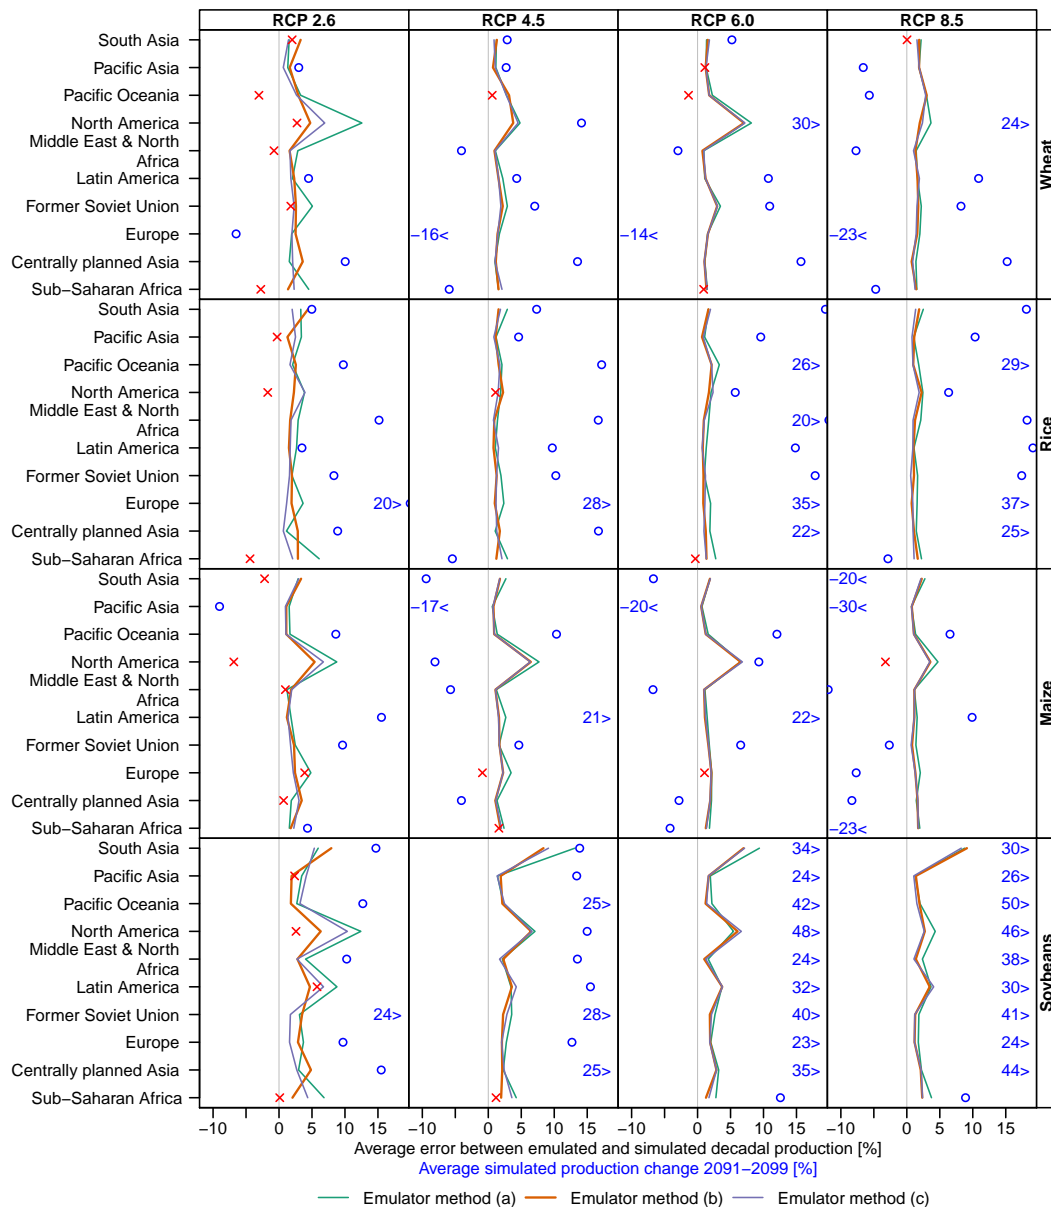 RCP 2.6 RCP 4.5 RCP 6.0 RCP 8.5
South Asia
Pacific Asia
Pacific Oceania
North America 30> 24>
Middle East & North
Africa
Latin America
Former Soviet Union
Europe −16< −14< −23<
Centrally planned Asia
Sub−Saharan Africa
Wheat
South Asia
Pacific Asia
Pacific Oceania 26> 29>
North America
Middle East & North
Africa 20>
Latin America
Former Soviet Union
Europe 20> 28> 35> 37>
Centrally planned Asia 22> 25>
Sub−Saharan Africa
Rice
South Asia −20<
Pacific Asia −17< −20< −30<
Pacific Oceania
North America
Middle East & North
Africa
Latin America 21> 22>
Former Soviet Union
Europe
Centrally planned Asia
Sub−Saharan Africa −23<
Maize
South Asia 34> 30>
Pacific Asia 24> 26>
Pacific Oceania 25> 42> 50>
North America 48> 46>
Middle East & North
Africa 24> 38>
Latin America 32> 30>
Former Soviet Union 24> 28> 40> 41>
Europe 23> 24>
Centrally planned Asia 25> 35> 44>
Sub−Saharan Africa
Soybeans
−10 0 5 10 15 −10 0 5 10 15 −10 0 5 10 15 −10 0 5 10 15
Average error between emulated and simulated decadal production [%]
Average simulated production change 2091−2099 [%]
Emulator method (a) Emulator method (b) Emulator method (c)